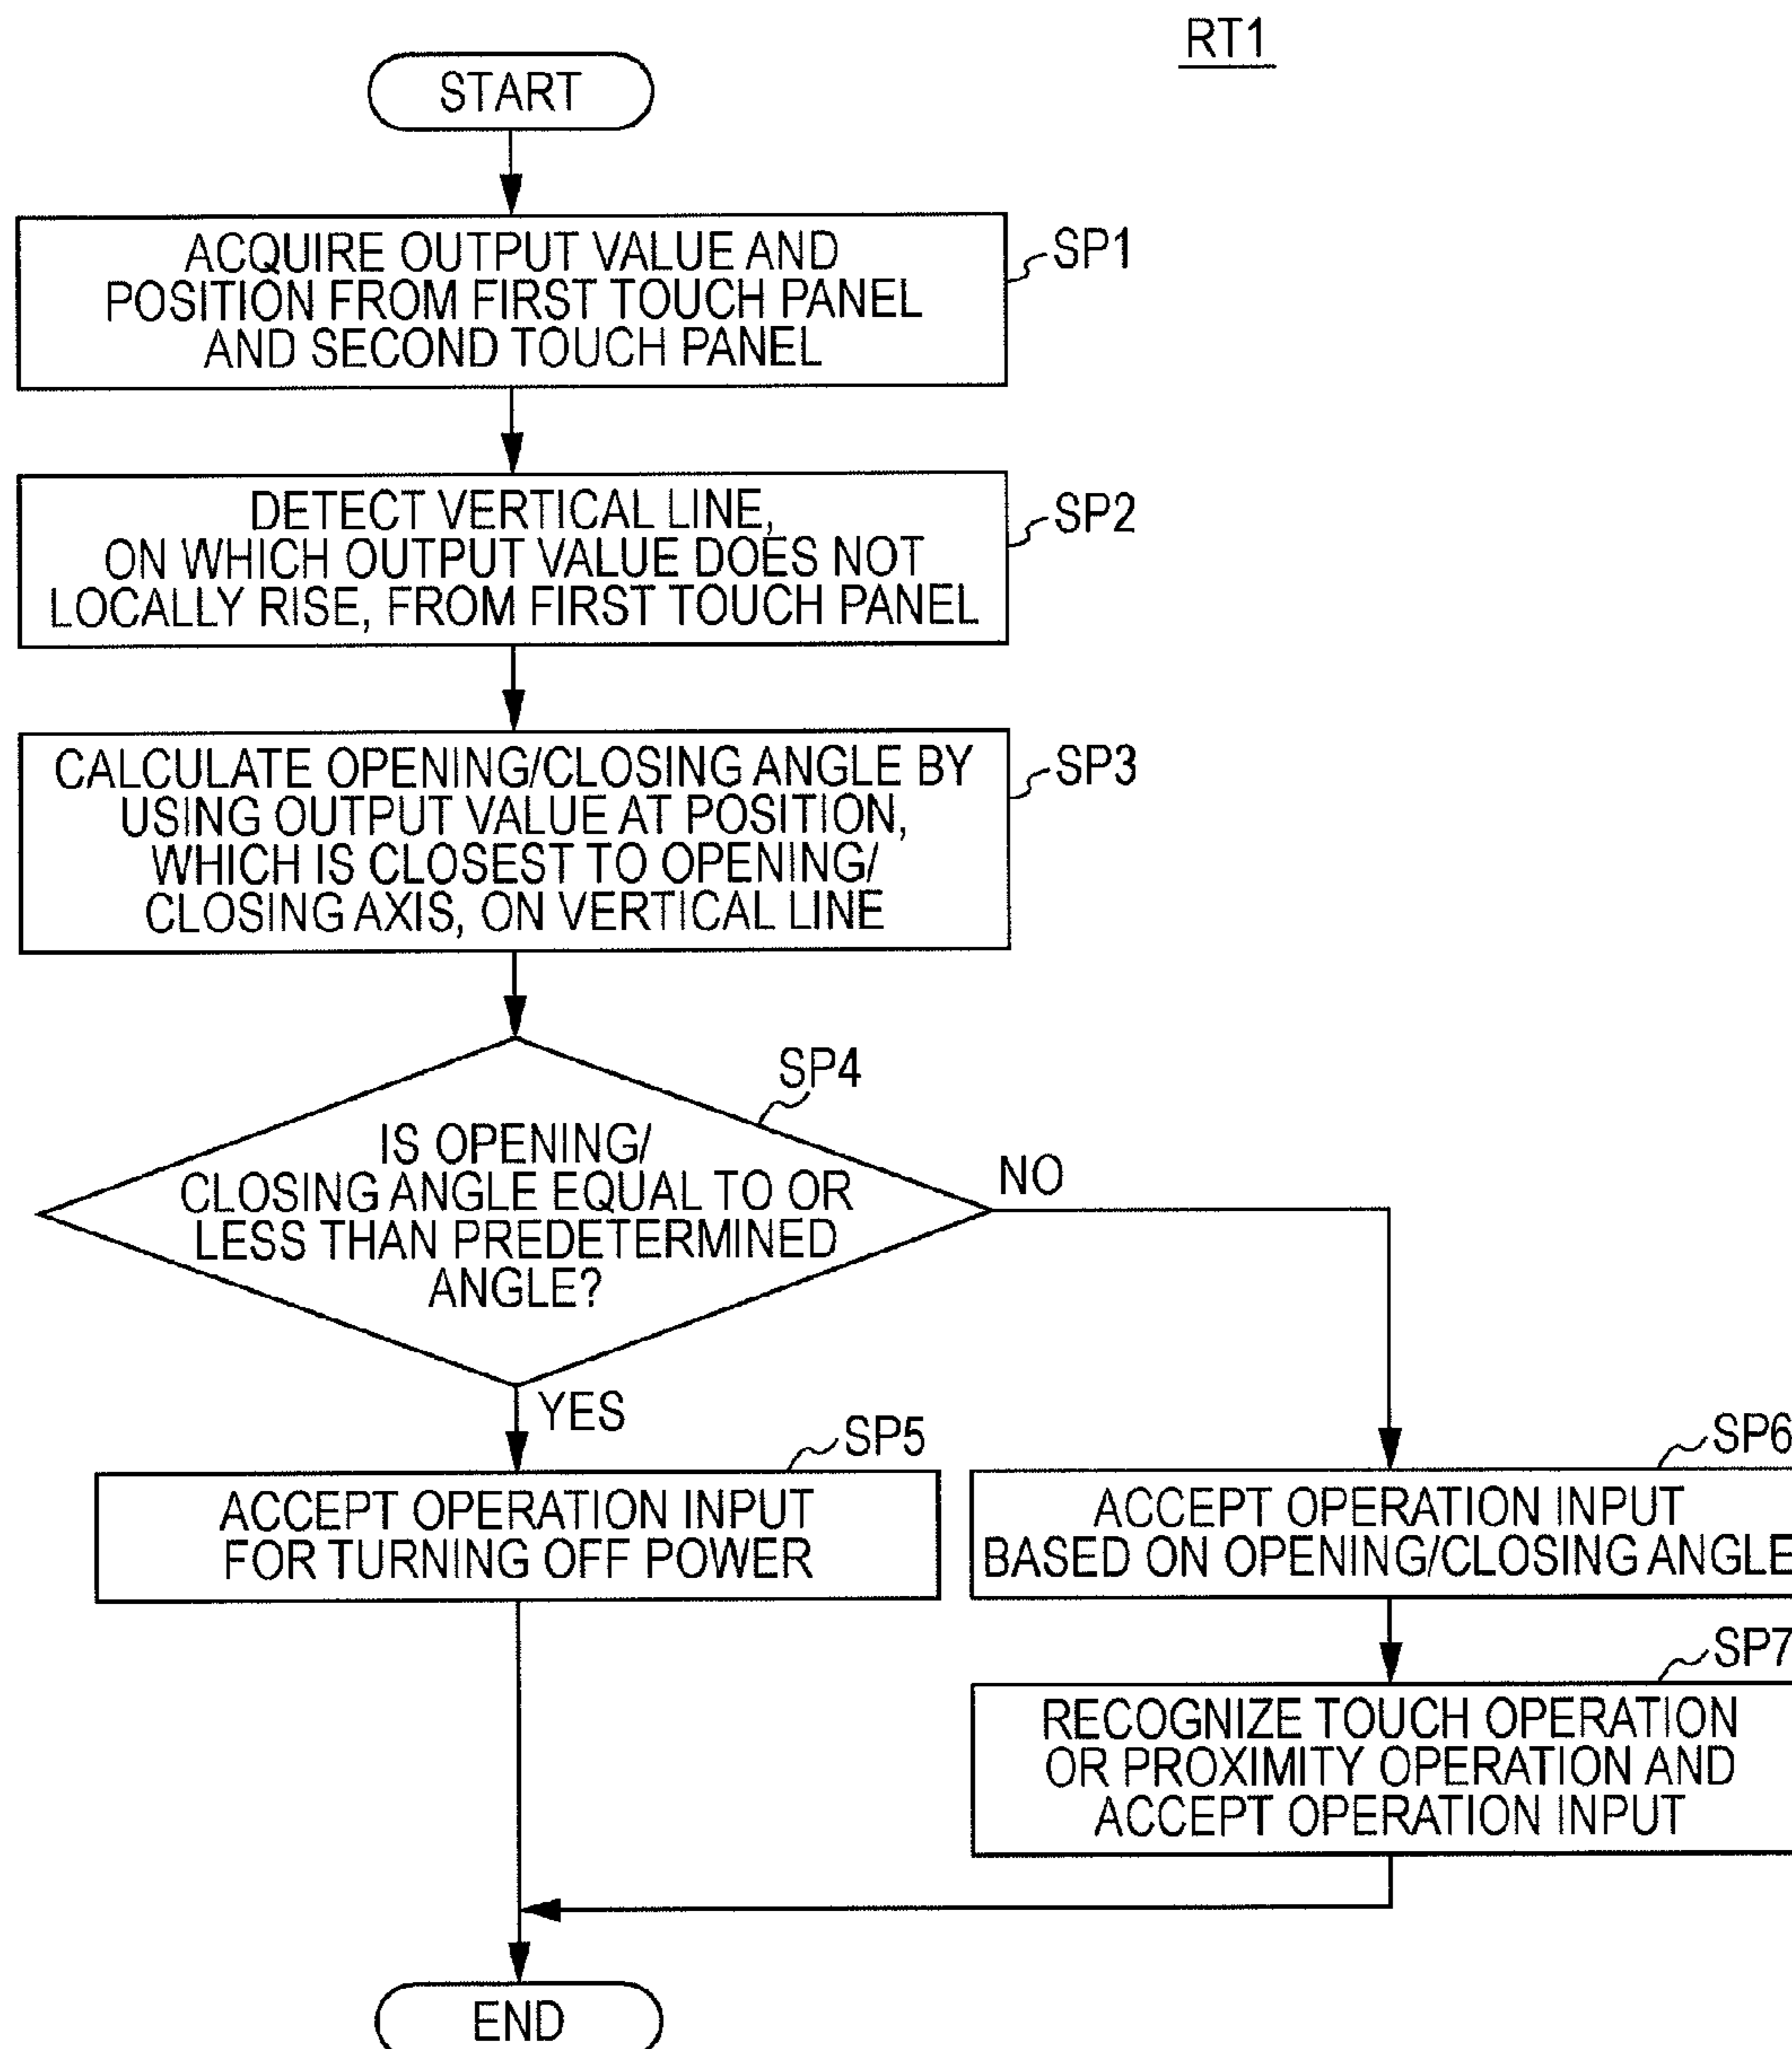 RT1
START
ACQUIRE OUTPUT VALUE AND
POSITION FROM FIRST TOUCH PANEL
AND SECOND TOUCH PANEL
SP1
DETECT VERTICAL LINE,
ON WHICH OUTPUT VALUE DOES NOT
LOCALLY RISE, FROM FIRST TOUCH PANEL
SP2
CALCULATE OPENING/CLOSING ANGLE BY
USING OUTPUT VALUE AT POSITION,
WHICH IS CLOSEST TO OPENING/
CLOSING AXIS, ON VERTICAL LINE
SP3
SP4
IS OPENING/
CLOSING ANGLE EQUAL TO OR
LESS THAN PREDETERMINED
ANGLE?
NO
YES
SP5
ACCEPT OPERATION INPUT
FOR TURNING OFF POWER
SP6
ACCEPT OPERATION INPUT
BASED ON OPENING/CLOSING ANGLE
SP7
RECOGNIZE TOUCH OPERATION
OR PROXIMITY OPERATION AND
ACCEPT OPERATION INPUT
END